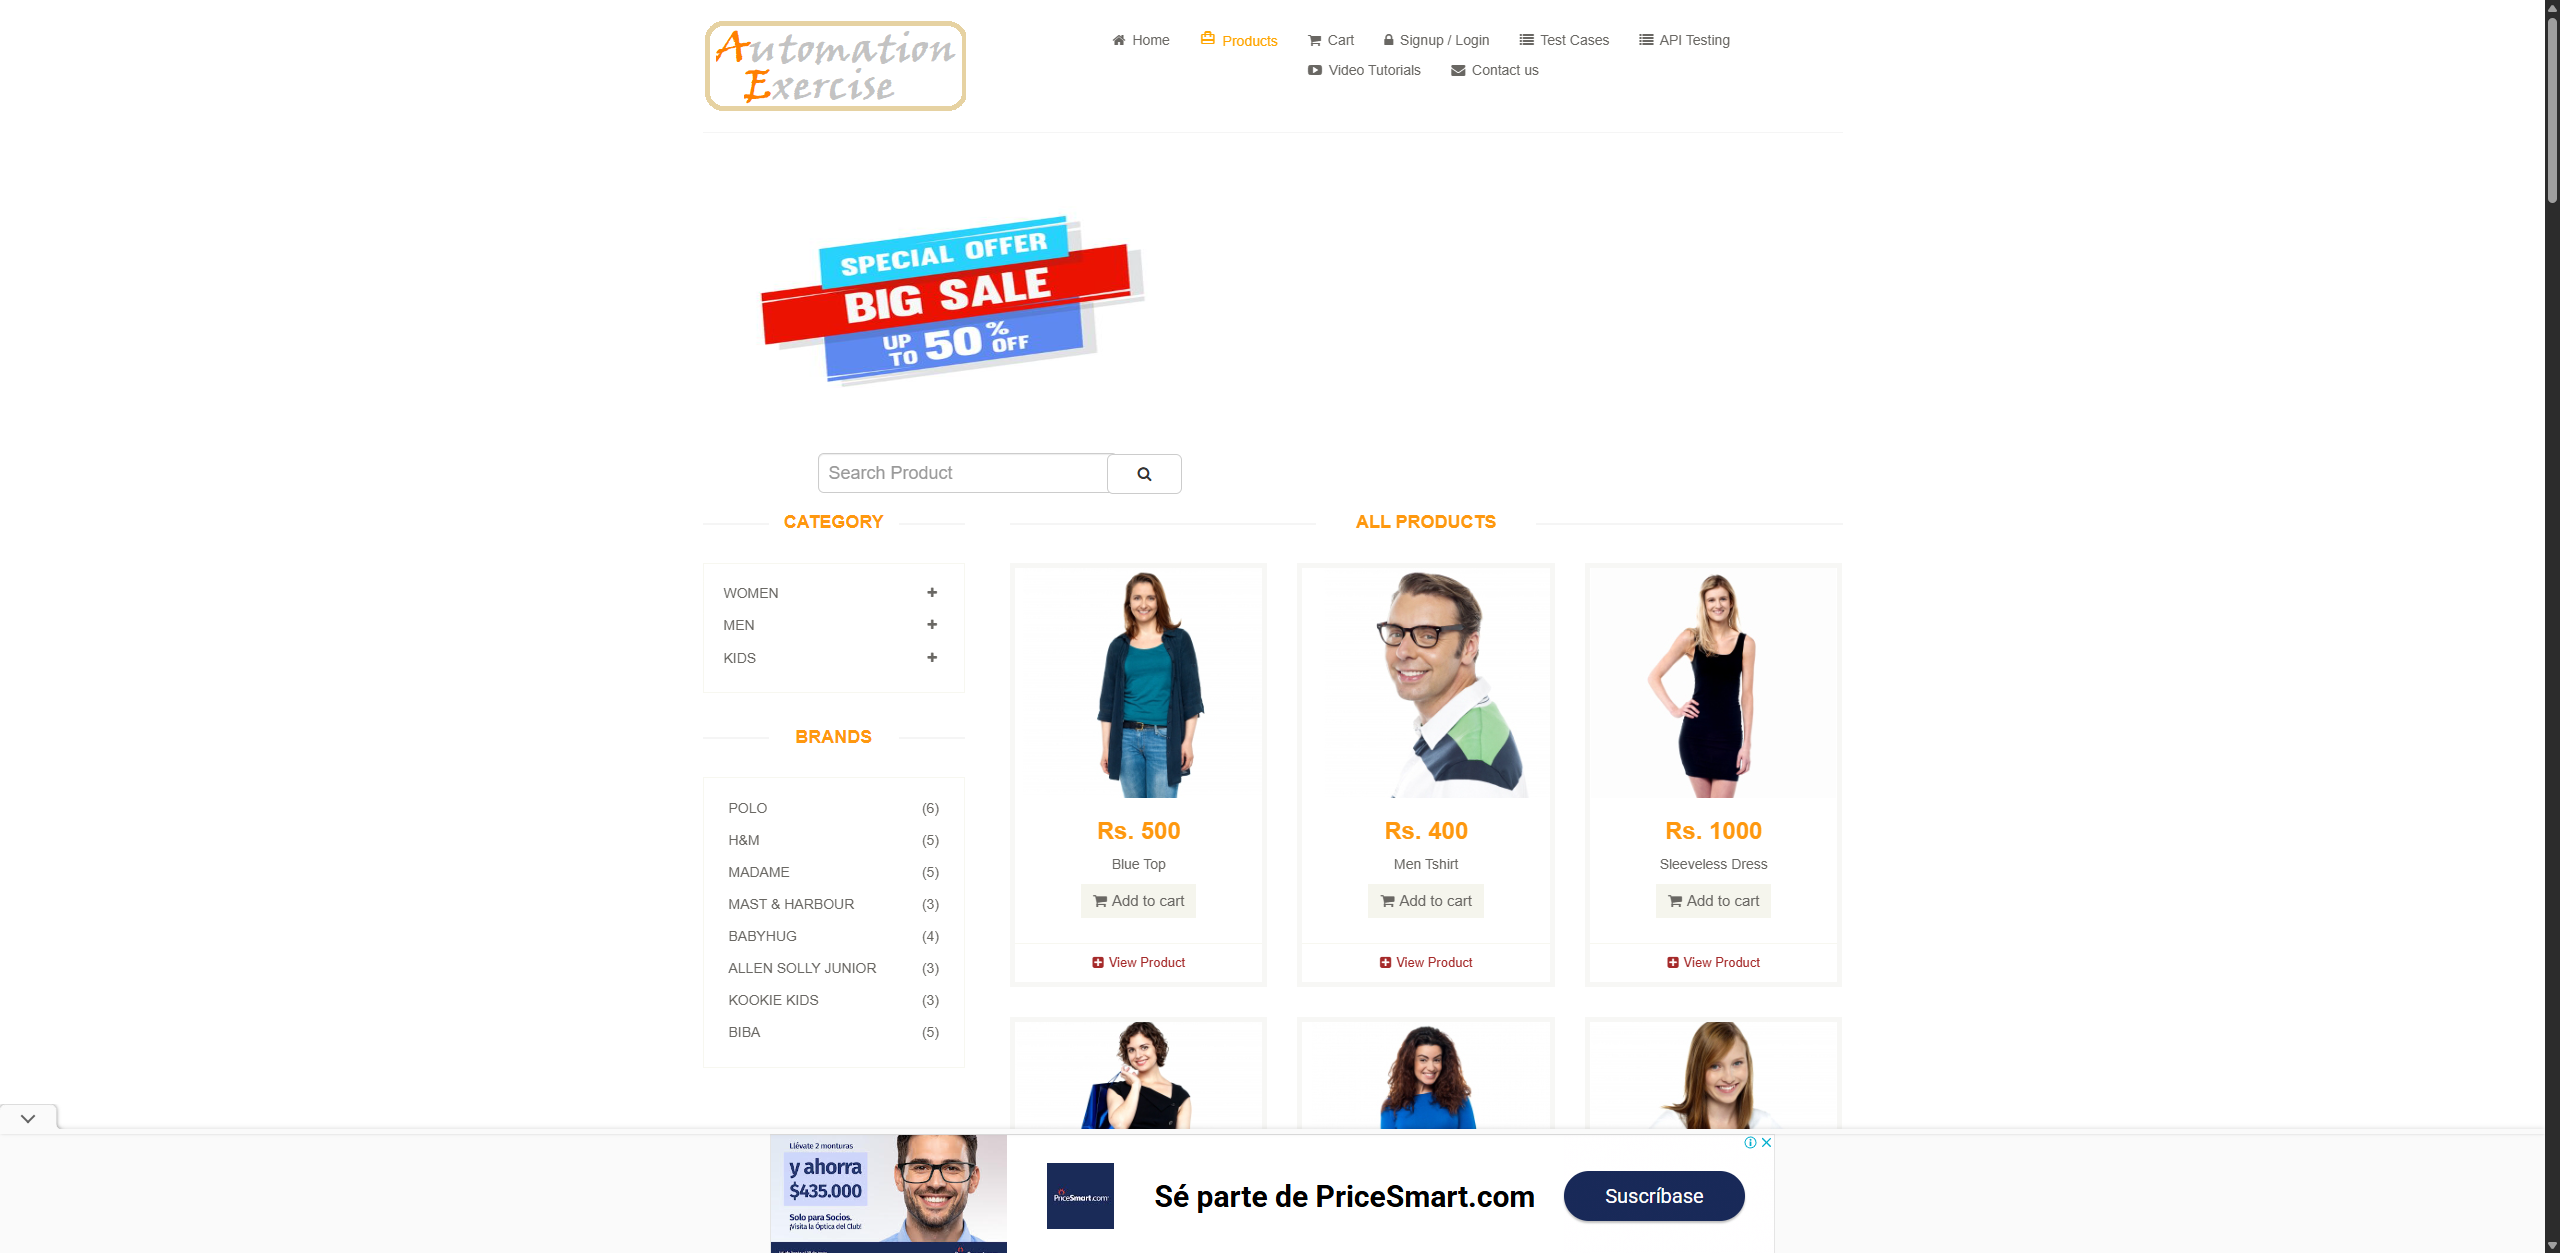 Automation
Exercise
Home Products Cart Signup / Login Test Cases API Testing
Video Tutorials Contact us
SPECIAL OFFER
BIG SALE
UP TO 50% OFF
Search Product
CATEGORY
WOMEN
MEN
KIDS
BRANDS
POLO (6)
H&M (5)
MADAME (5)
MAST & HARBOUR (3)
BABYHUG (4)
ALLEN SOLLY JUNIOR (3)
KOOKIE KIDS (3)
BIBA (5)
ALL PRODUCTS
Rs. 500
Blue Top
Add to cart
View Product
Rs. 400
Men Tshirt
Add to cart
View Product
Rs. 1000
Sleeveless Dress
Add to cart
View Product
Llévate 2 monturas
y ahorra
$435.000
Solo para Socios.
¡Visita la Óptica del Club!
PriceSmart.com
Sé parte de PriceSmart.com
Suscríbase